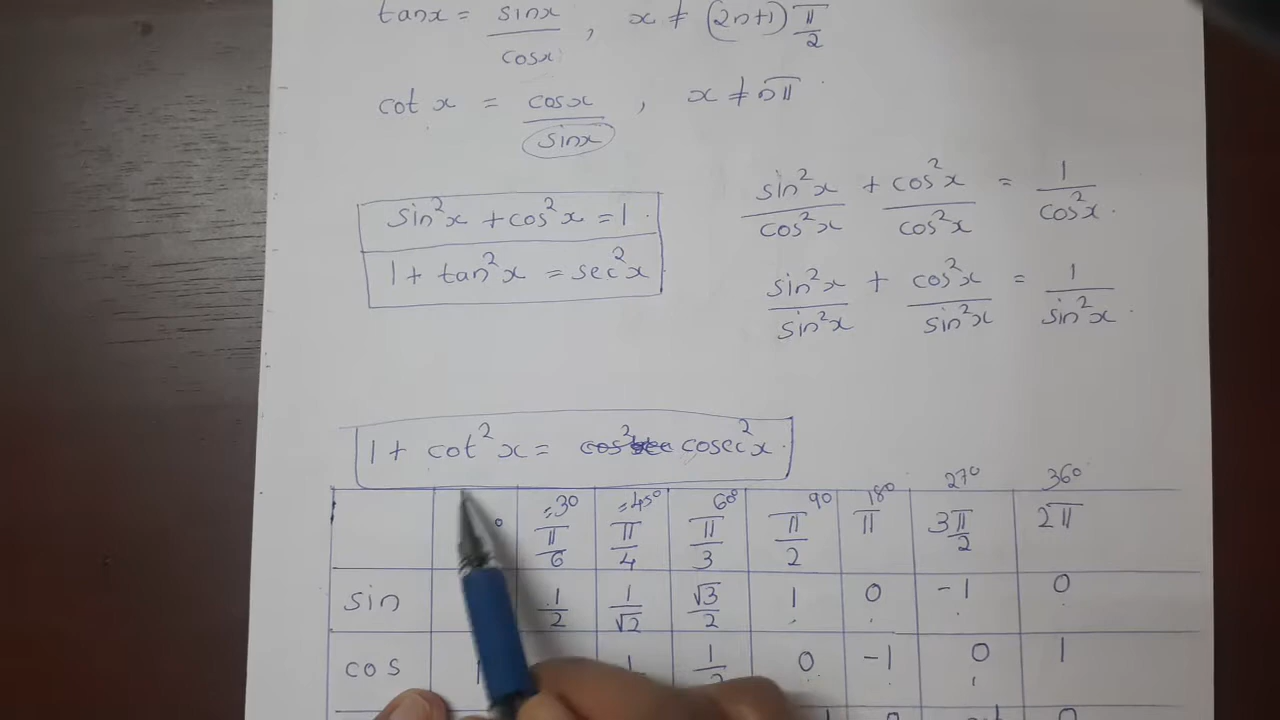 tanx = sinx/cosx , x ≠ (2n+1) π/2
cot x = cosx/sinx , x ≠ nπ
sin²x + cos²x = 1
1 + tan²x = sec²x
sin²x/cos²x + cos²x/cos²x = 1/cos²x.
sin²x/sin²x + cos²x/sin²x = 1/sin²x.
1 + cot²x = cosec²x.
=30 =45° 60° 90 180 270 360
° π/6 π/4 π/3 π/2 π 3π/2 2π
sin 1/2 1/√2 √3/2 1 0 -1 0
cos 1 0 -1 0 1